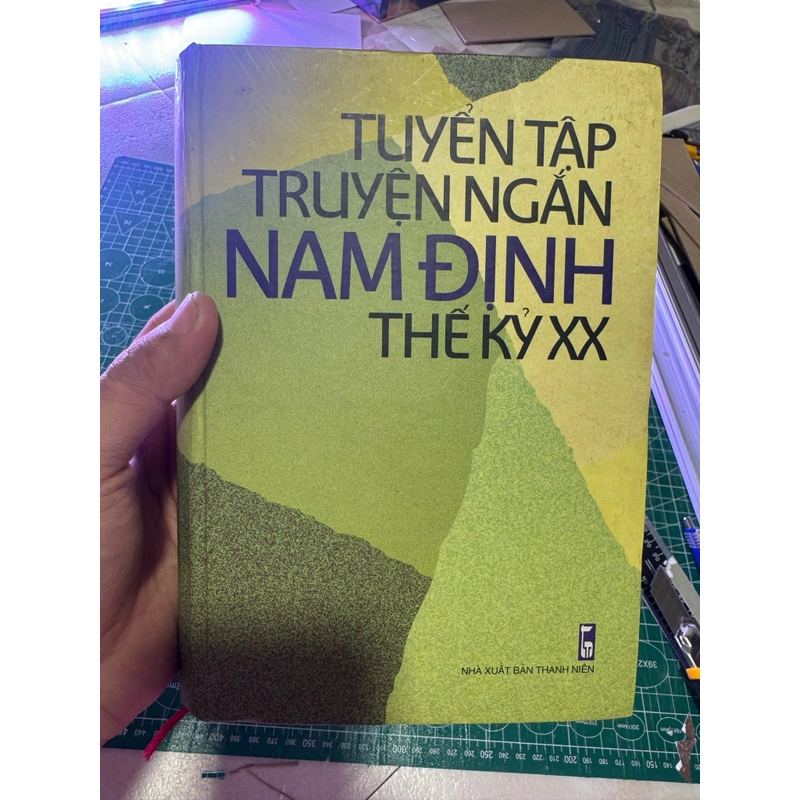 TUYỂN TẬP
TRUYỆN NGẮN
NAM ĐỊNH
THẾ KỶ XX
NHÀ XUẤT BẢN THANH NIÊN